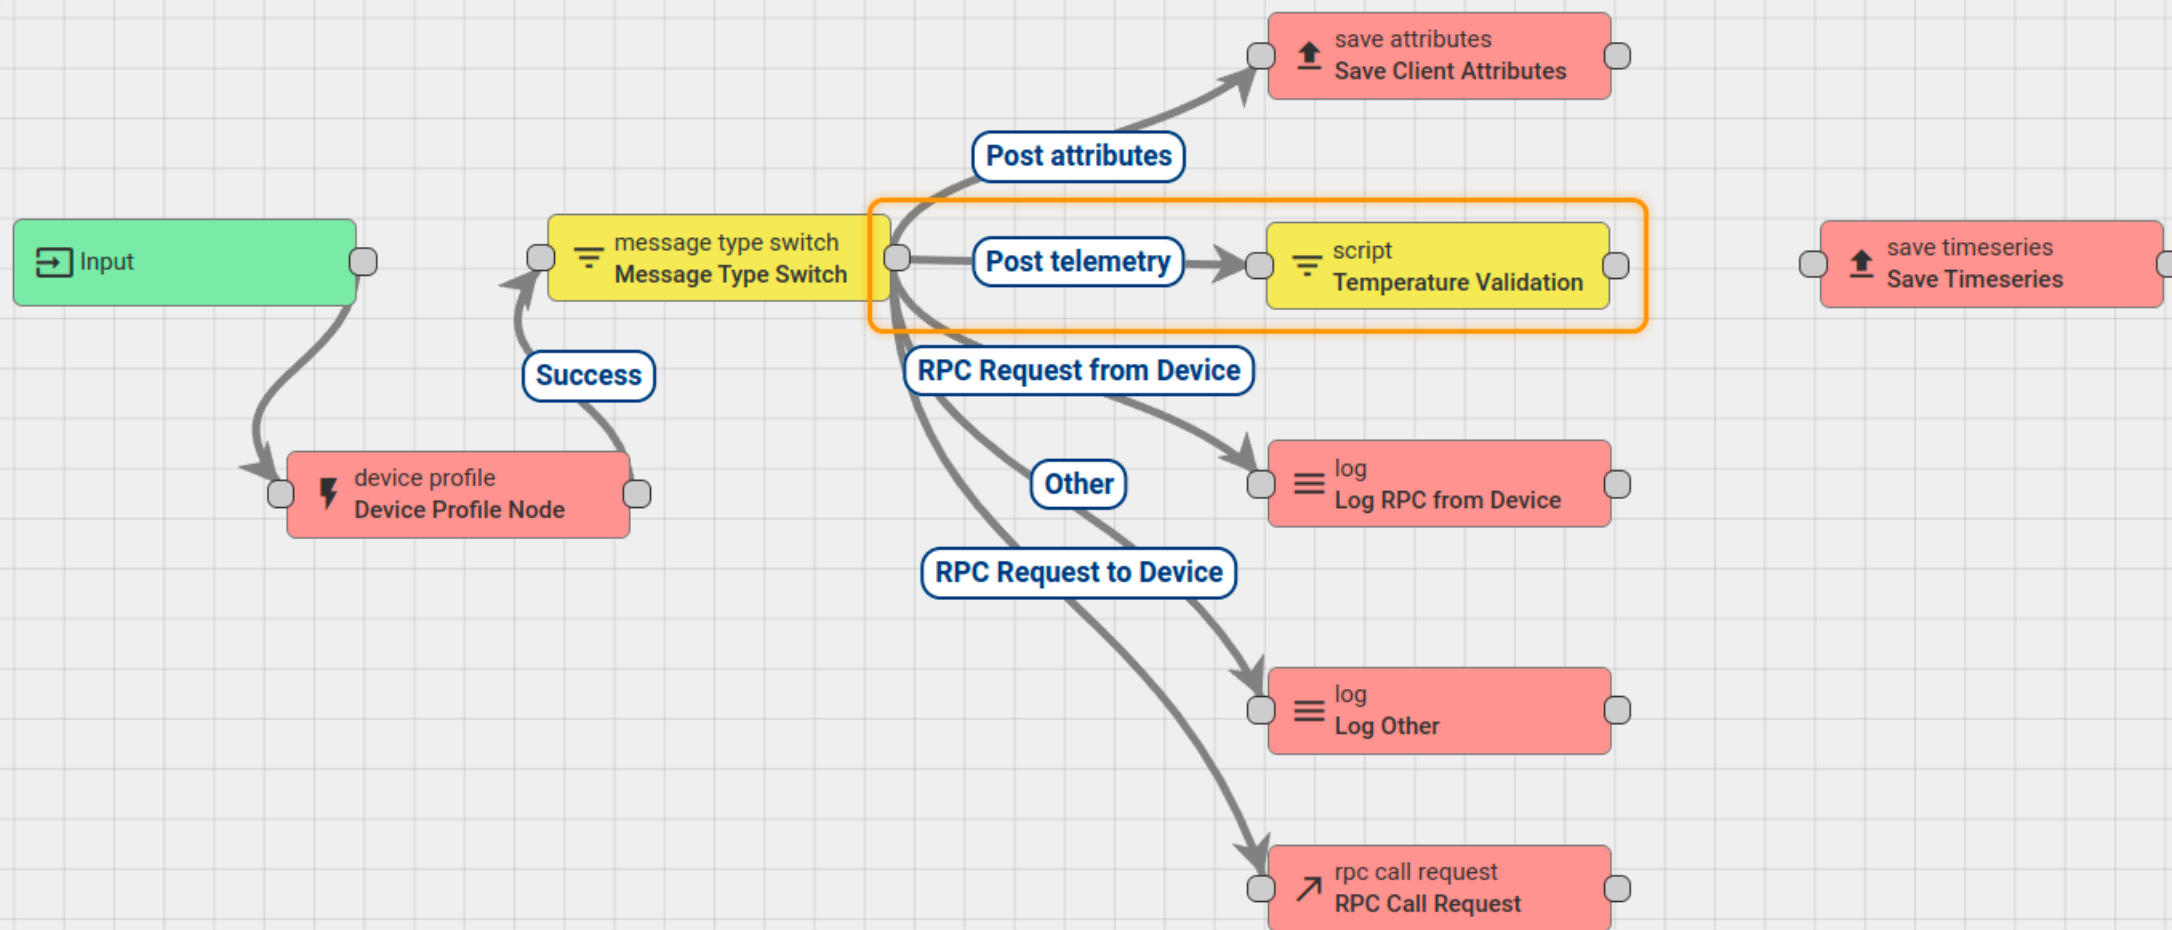 save attributes
Save Client Attributes
Post attributes
Input
message type switch
Message Type Switch
Post telemetry
script
Temperature Validation
save timeseries
Save Timeseries
Success
RPC Request from Device
device profile
Device Profile Node
Other
log
Log RPC from Device
RPC Request to Device
log
Log Other
rpc call request
RPC Call Request